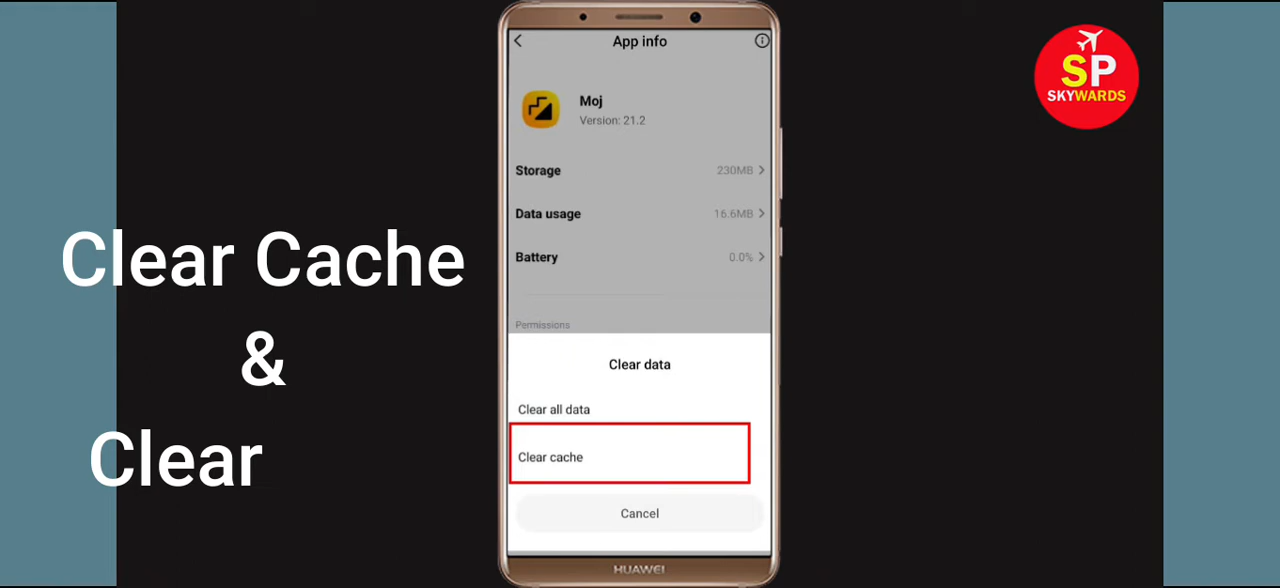 Clear Cache
&
Clear
App info
Moj
Version: 21.2
Storage 230MB
Data usage 16.6MB
Battery 0.0%
Permissions
Clear data
Clear all data
Clear cache
Cancel
HUAWEI
SP
SKYWARDS